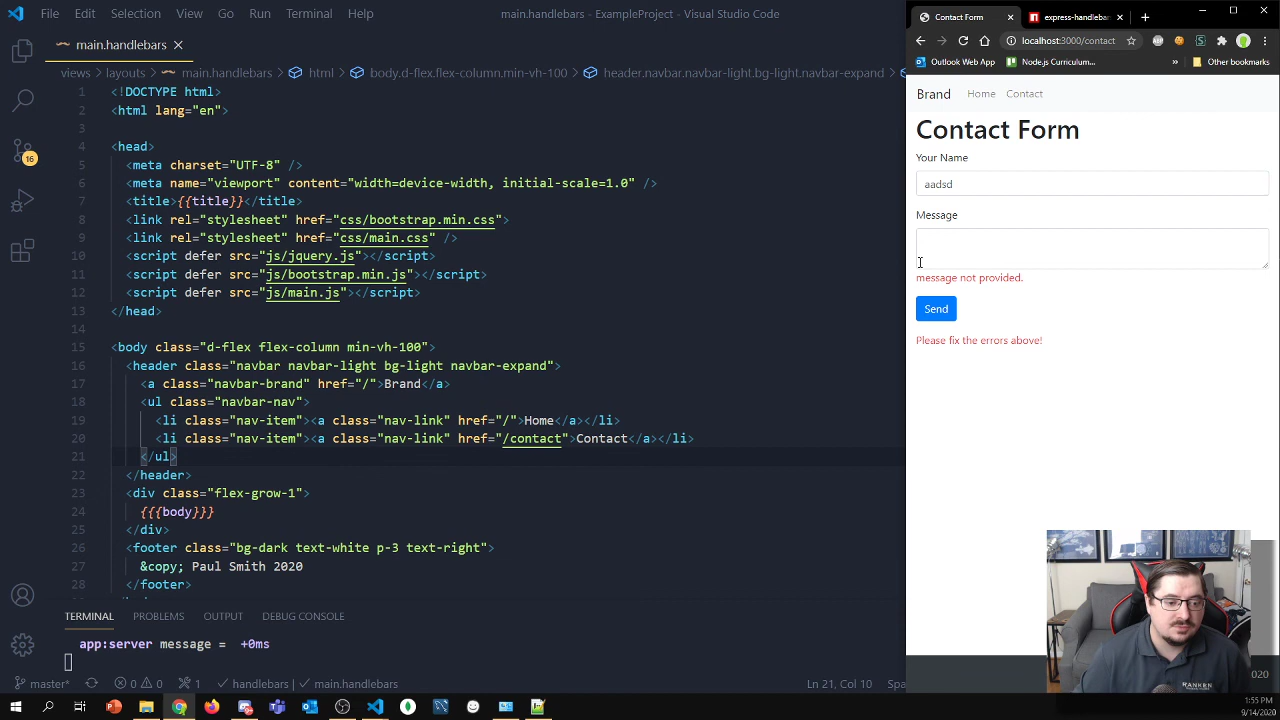 File Edit Selection View Go Run Terminal Help
main.handlebars - ExampleProject - Visual Studio Code
main.handlebars
views layouts main.handlebars html body.d-flex.flex-column.min-vh-100 header.navbar.navbar-light.bg-light.navbar-expand
1 <!DOCTYPE html>
2 <html lang="en">
3
4 <head>
5 <meta charset="UTF-8" />
6 <meta name="viewport" content="width=device-width, initial-scale=1.0" />
7 <title>{{title}}</title>
8 <link rel="stylesheet" href="css/bootstrap.min.css">
9 <link rel="stylesheet" href="css/main.css" />
10 <script defer src="js/jquery.js"></script>
11 <script defer src="js/bootstrap.min.js"></script>
12 <script defer src="js/main.js"></script>
13 </head>
14
15 <body class="d-flex flex-column min-vh-100">
16 <header class="navbar navbar-light bg-light navbar-expand">
17 <a class="navbar-brand" href="/">Brand</a>
18 <ul class="navbar-nav">
19 <li class="nav-item"><a class="nav-link" href="/">Home</a></li>
20 <li class="nav-item"><a class="nav-link" href="/contact">Contact</a></li>
21 </ul>
22 </header>
23 <div class="flex-grow-1">
24 {{{body}}}
25 </div>
26 <footer class="bg-dark text-white p-3 text-right">
27 &copy; Paul Smith 2020
28 </footer>
16
TERMINAL PROBLEMS OUTPUT DEBUG CONSOLE
app:server message = +0ms
master* 0 0 1 handlebars main.handlebars Ln 21, Col 10 Spa
Contact Form express-handlebars
localhost:3000/contact
Outlook Web App Node.js Curriculum... » Other bookmarks
Brand Home Contact
Contact Form
Your Name
aadsd
Message
message not provided.
Send
Please fix the errors above!
020
RANKEN
1:55 PM
9/14/2020